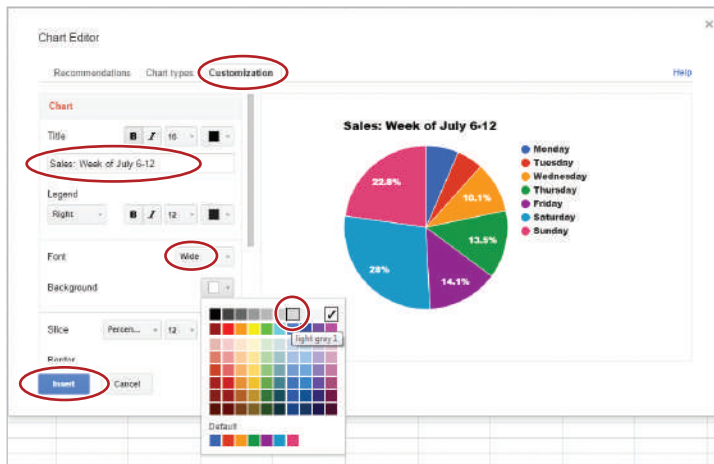 ×
Chart Editor
Recommendations Chart types Customization Help
Chart
Title B I 16
Sales: Week of July 6-12
Legend
Right B I 12
Font Wide
Background
Slice Percen... 12
Border
Insert Cancel
light gray 1
Default
Sales: Week of July 6-12
22.8%
10.1%
13.5%
28%
14.1%
Monday
Tuesday
Wednesday
Thursday
Friday
Saturday
Sunday